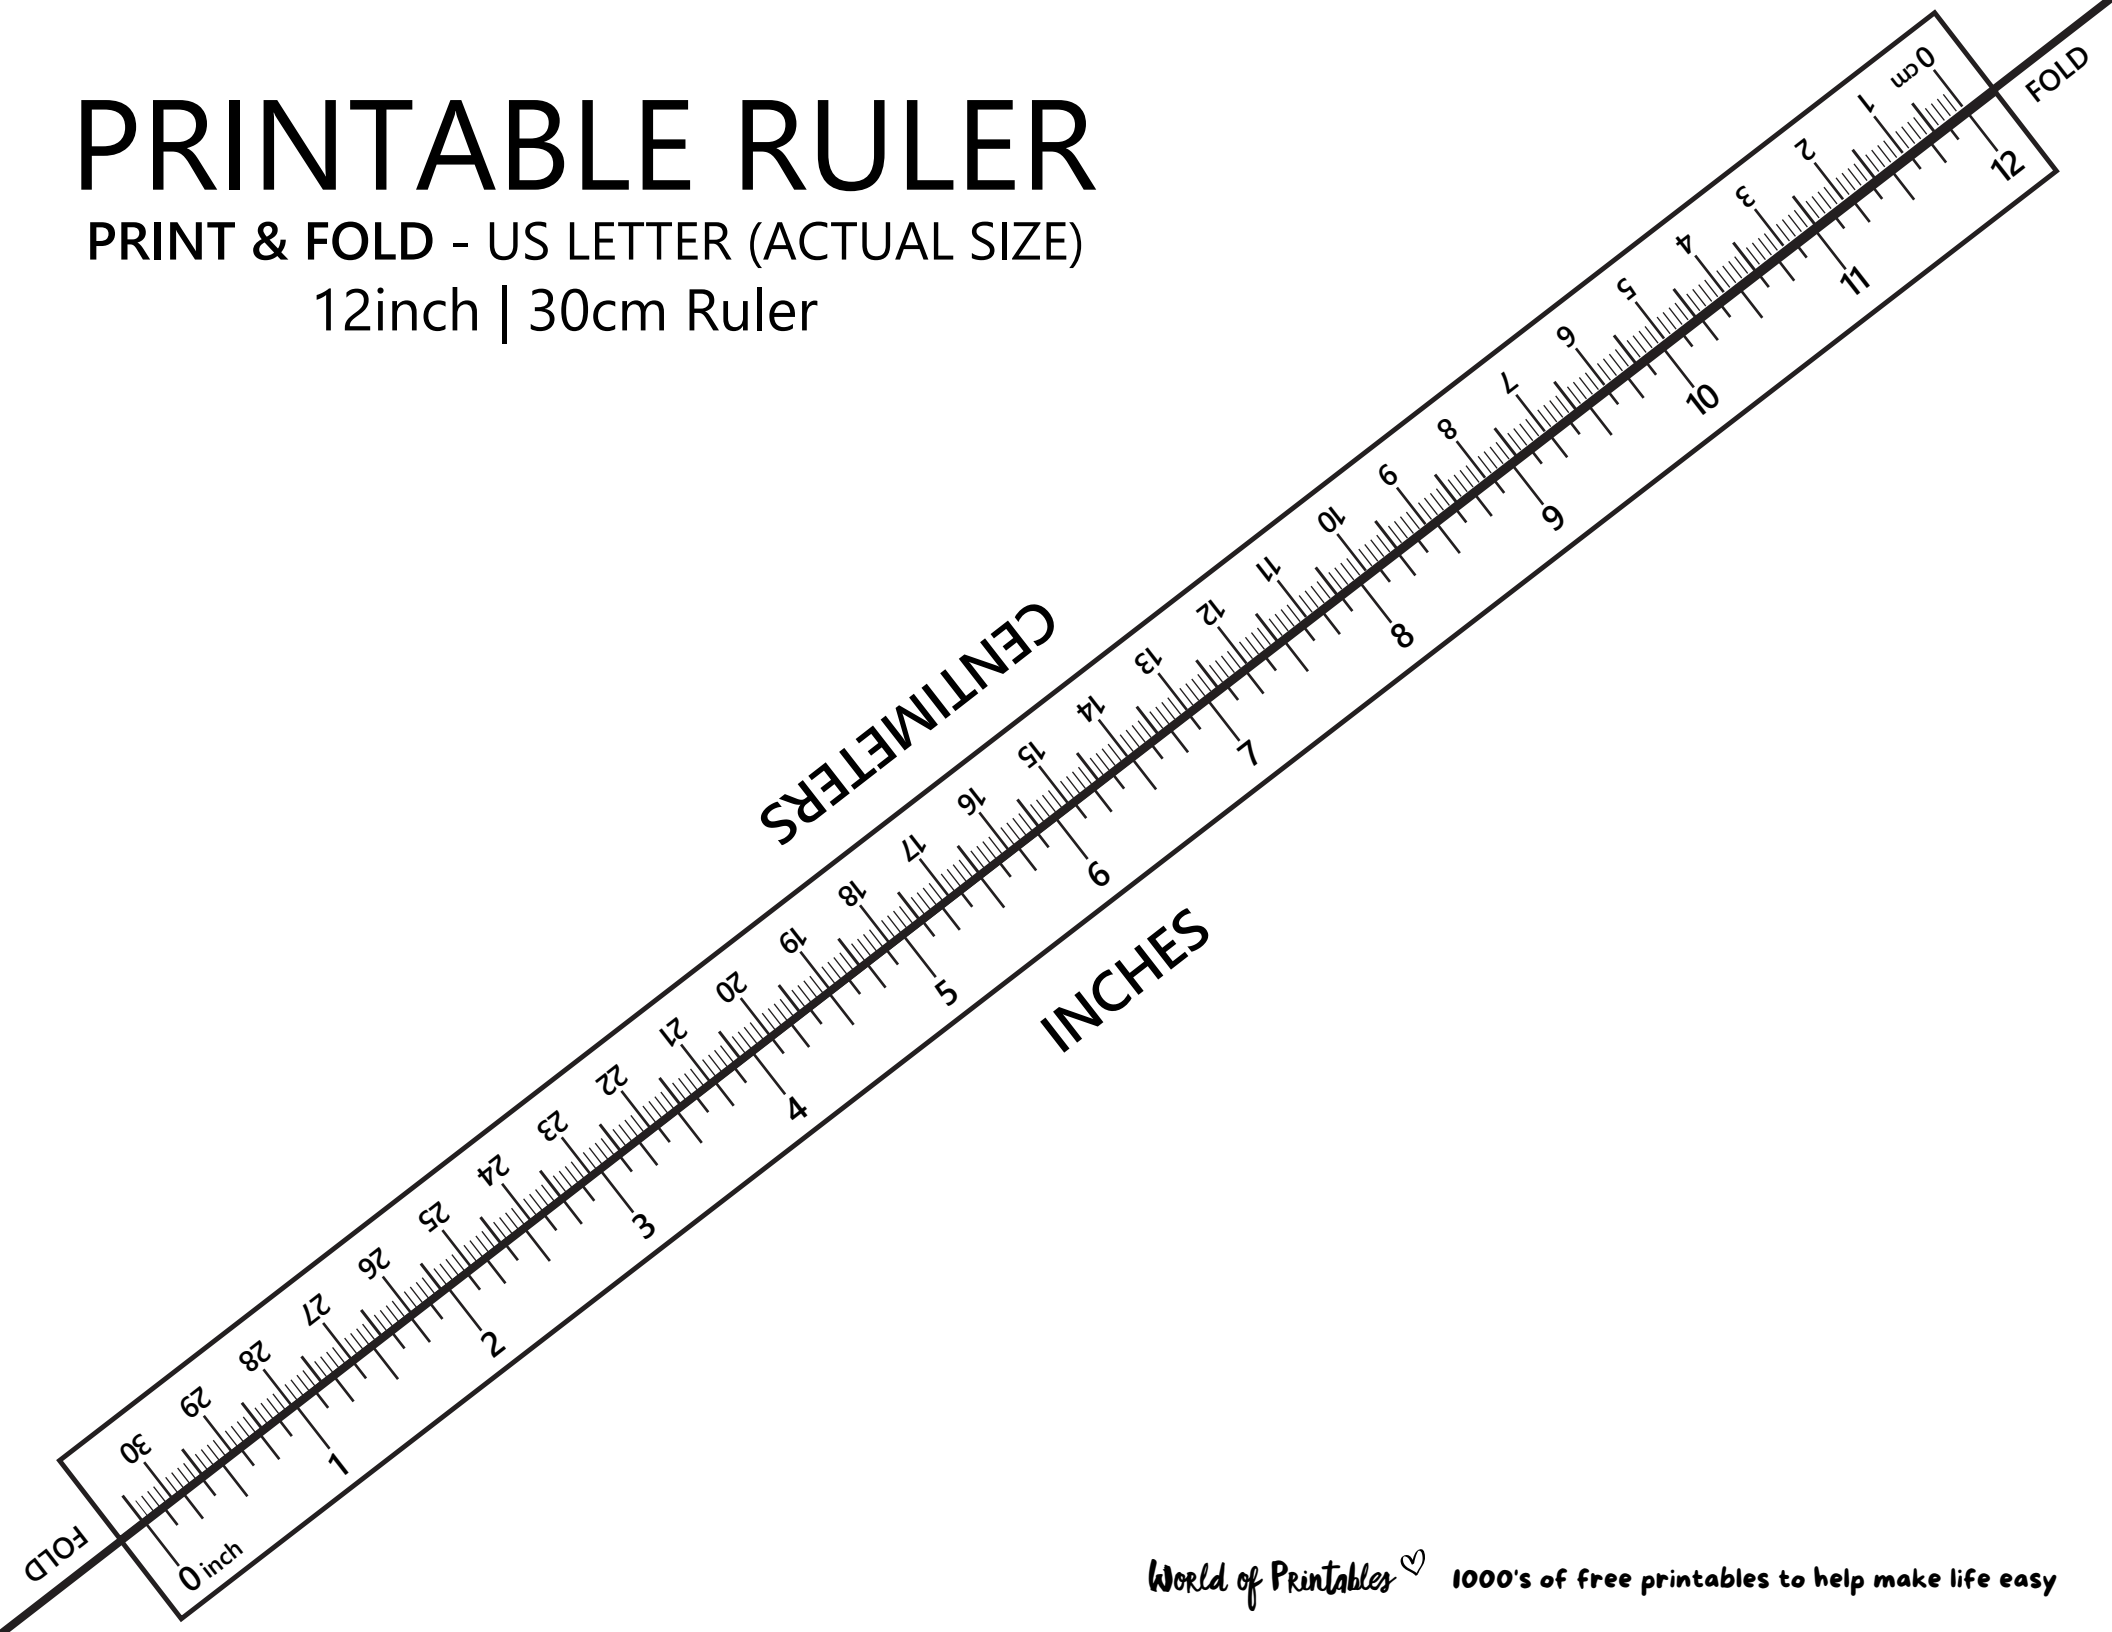 PRINTABLE RULER
PRINT & FOLD - US LETTER (ACTUAL SIZE)
12inch | 30cm Ruler
FOLD
0cm 1 2 3 4 5 6 7 8 9 10 11 12 13 14 15 16 17 18 19 20 21 22 23 24 25 26 27 28 29 30
CENTIMETERS
0 inch 1 2 3 4 5 6 7 8 9 10 11 12
INCHES
FOLD
World of Printables 1000's of free printables to help make life easy